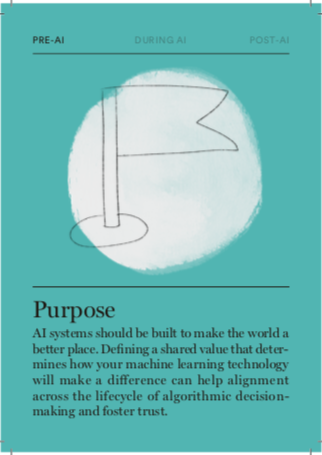 PRE-AI DURING AI POST-AI
Purpose
AI systems should be built to make the world a
better place. Defining a shared value that deter-
mines how your machine learning technology
will make a difference can help alignment
across the lifecycle of algorithmic decision-
making and foster trust.